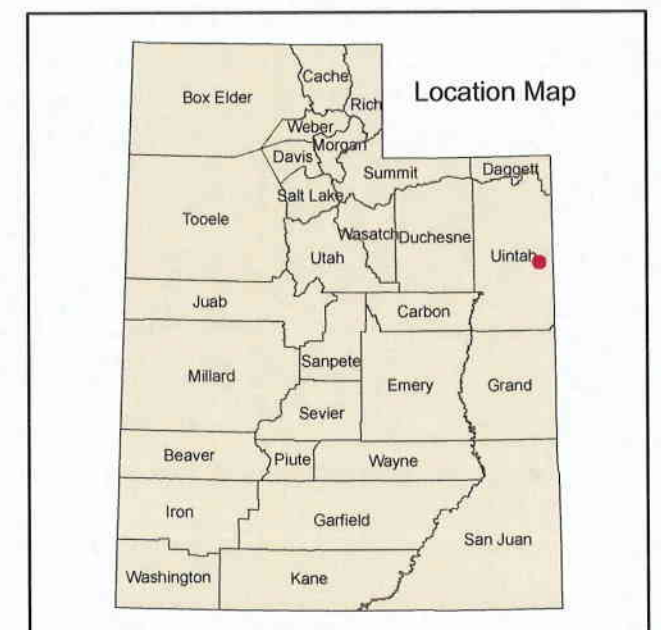 Location Map
Cache
Box Elder
Rich
Weber
Morgan
Davis
Summit
Daggett
Salt Lake
Tooele
Wasatch
Duchesne
Utah
Uintah
Juab
Carbon
Sanpete
Millard
Emery
Grand
Sevier
Beaver
Piute
Wayne
Iron
Garfield
San Juan
Washington
Kane